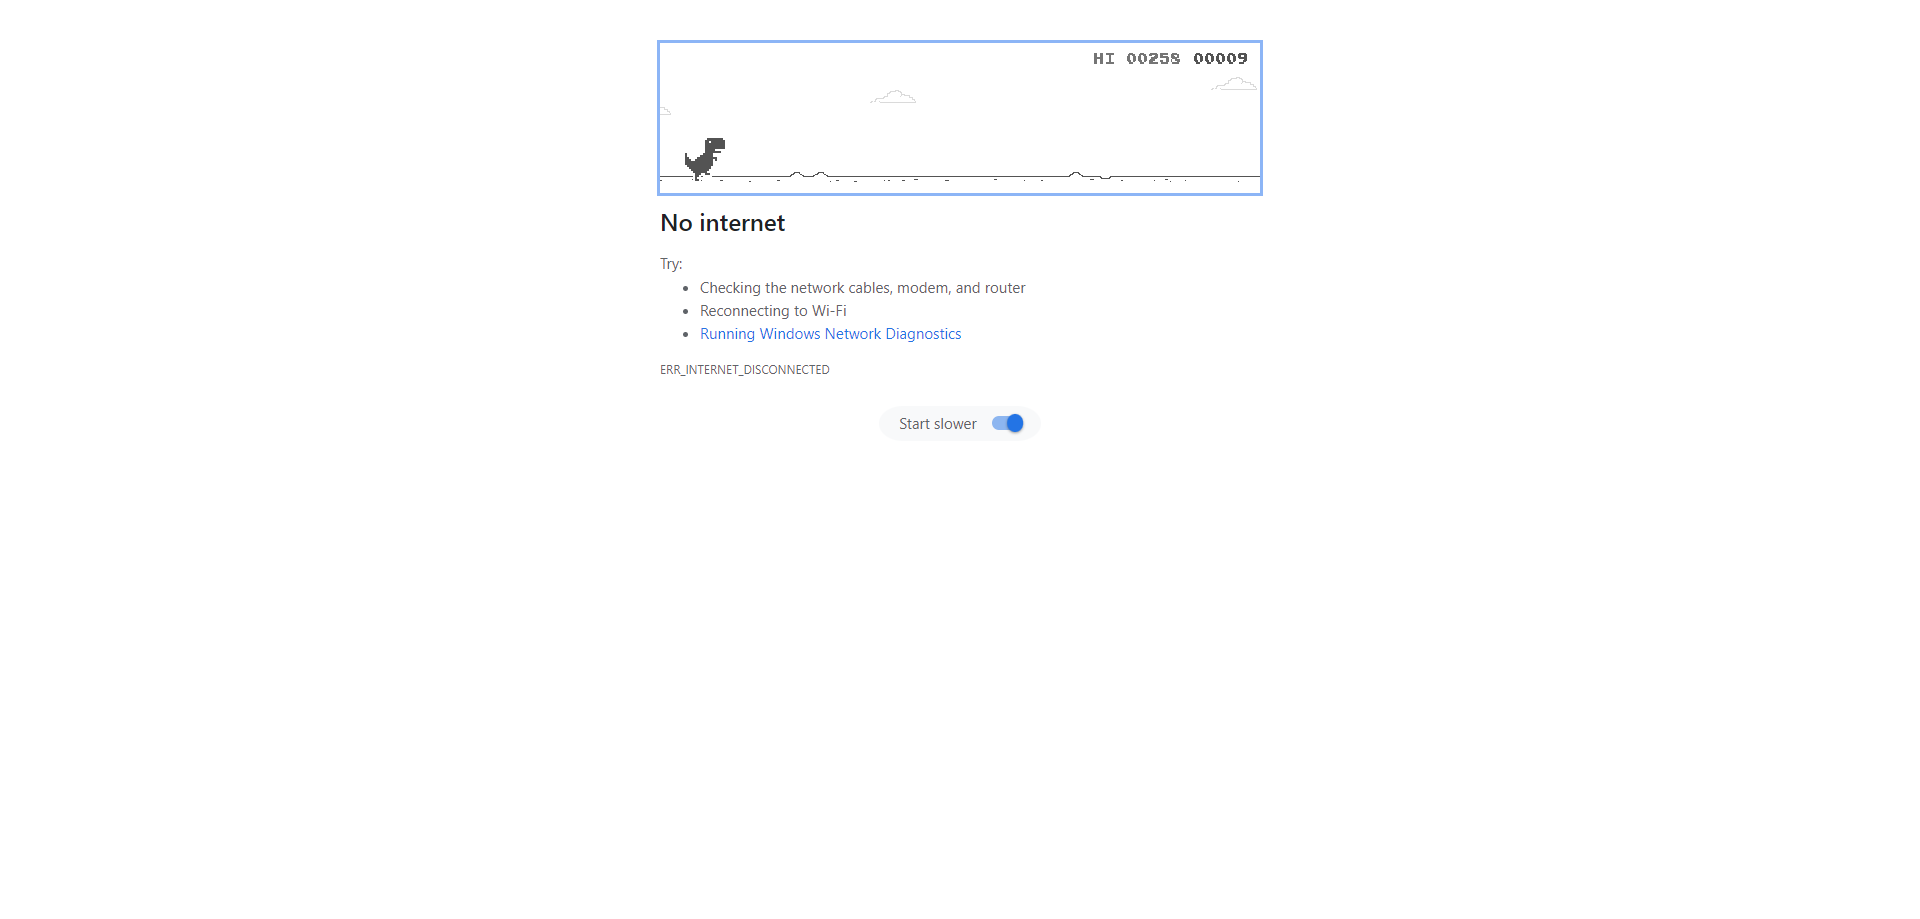 HI 00258 00009
No internet
Try:
Checking the network cables, modem, and router
Reconnecting to Wi-Fi
Running Windows Network Diagnostics
ERR_INTERNET_DISCONNECTED
Start slower